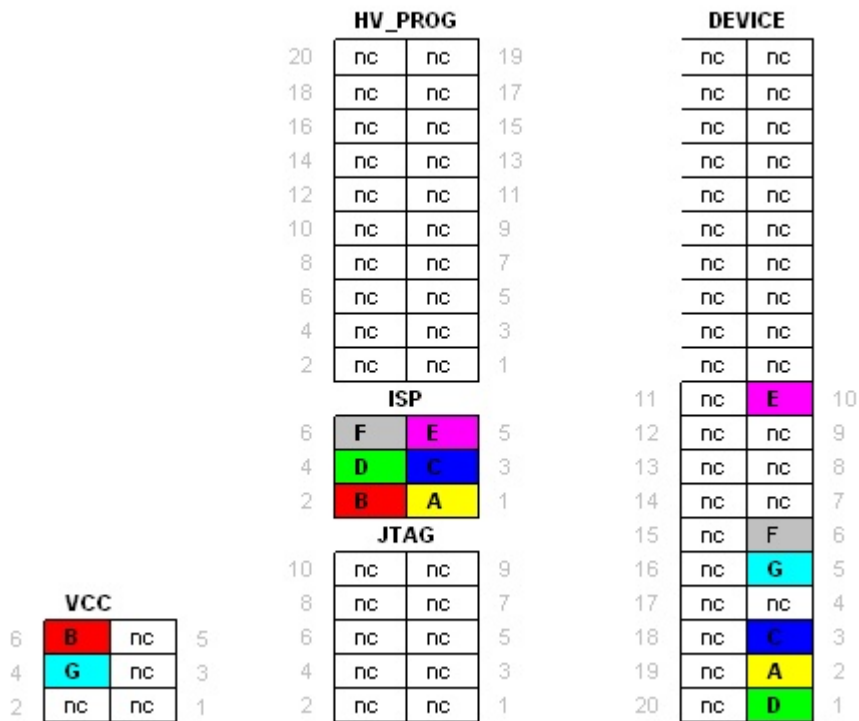 HV_PROG DEVICE
20 nc nc 19 nc nc
18 nc nc 17 nc nc
16 nc nc 15 nc nc
14 nc nc 13 nc nc
12 nc nc 11 nc nc
10 nc nc 9 nc nc
8 nc nc 7 nc nc
6 nc nc 5 nc nc
4 nc nc 3 nc nc
2 nc nc 1 nc nc
ISP 11 nc E 10
6 F E 5 12 nc nc 9
4 D C 3 13 nc nc 8
2 B A 1 14 nc nc 7
JTAG 15 nc F 6
10 nc nc 9 16 nc G 5
VCC 8 nc nc 7 17 nc nc 4
6 B nc 5 6 nc nc 5 18 nc C 3
4 G nc 3 4 nc nc 3 19 nc A 2
2 nc nc 1 2 nc nc 1 20 nc D 1